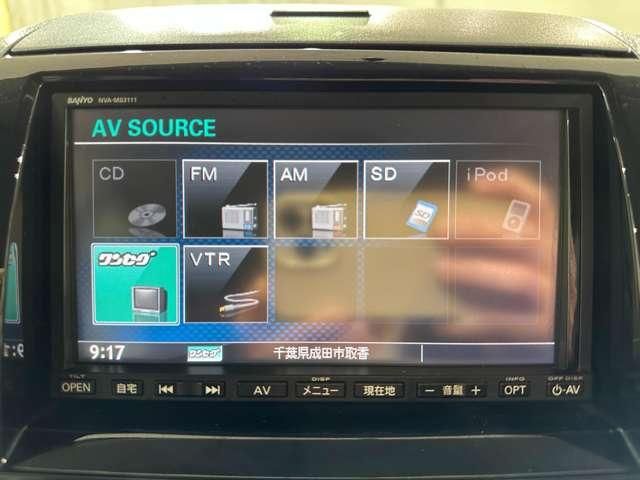 SANYO NVA-MS3111
AV SOURCE
CD FM AM SD iPod
SD
ワンセグ VTR
9:17 ワンセグ 千葉県成田市取香
TILT DISP INFO OFF DISP
OPEN 自宅 AV メニュー 現在地 − 音量 + OPT AV